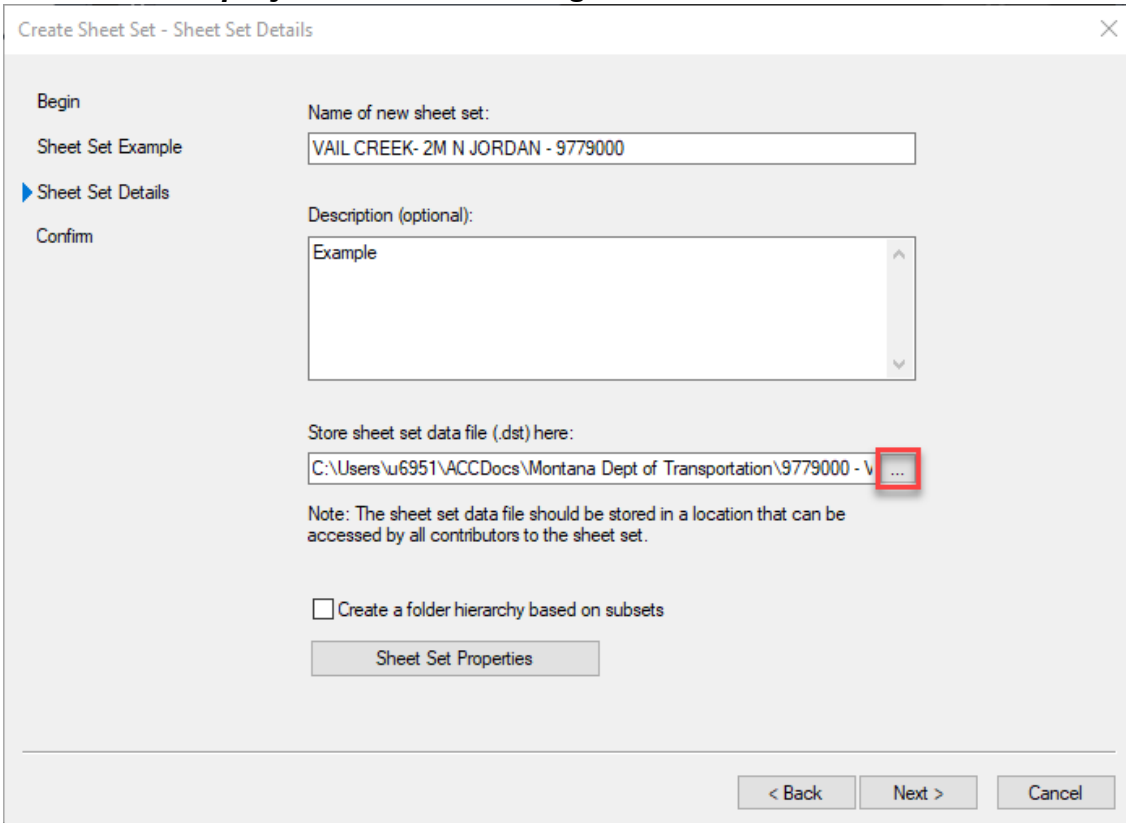 Create Sheet Set - Sheet Set Details
Begin
Sheet Set Example
Sheet Set Details
Confirm
Name of new sheet set:
VAIL CREEK- 2M N JORDAN - 9779000
Description (optional):
Example
Store sheet set data file (.dst) here:
C:\Users\u6951\ACCDocs\Montana Dept of Transportation\9779000 - V ...
Note: The sheet set data file should be stored in a location that can be
accessed by all contributors to the sheet set.
Create a folder hierarchy based on subsets
Sheet Set Properties
< Back Next > Cancel